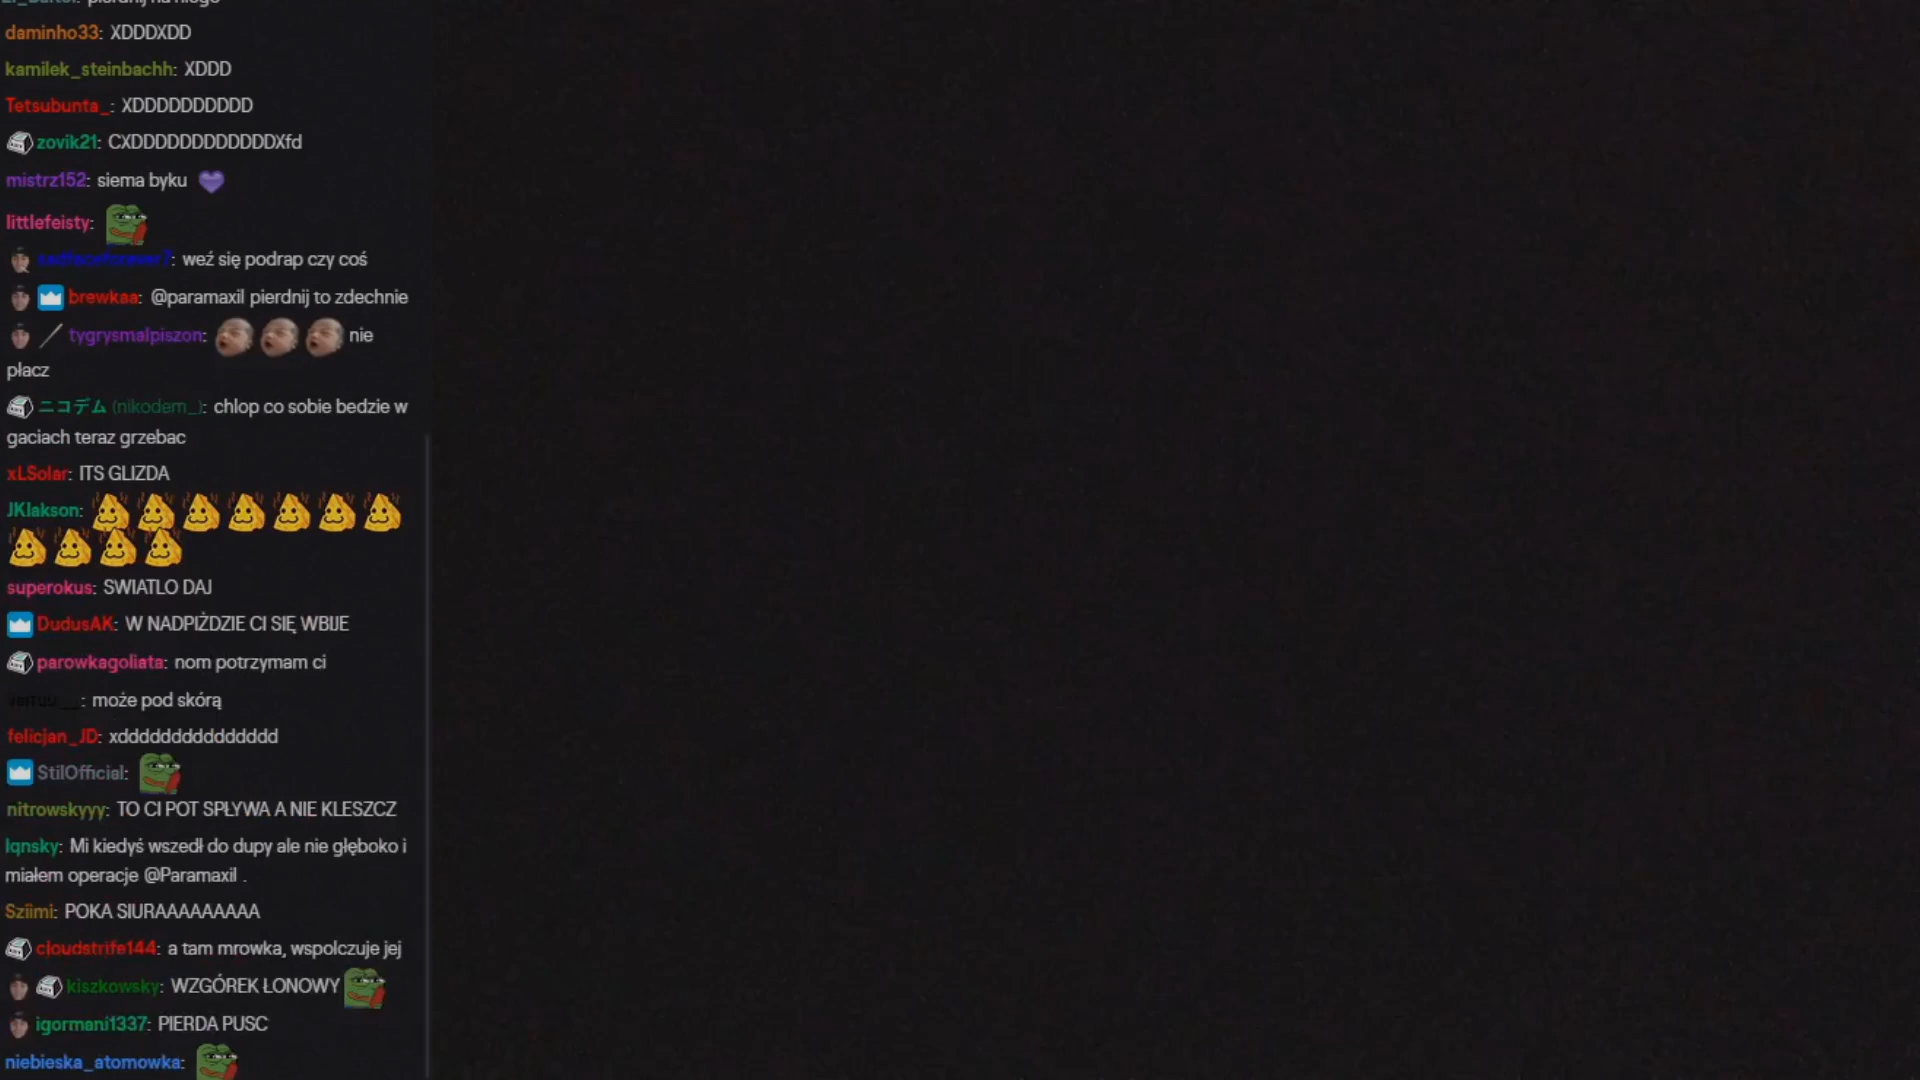 pierdnij na niego
daminho33: XDDDXDD
kamilek_steinbachh: XDDD
Tetsubunta_: XDDDDDDDDDD
zovik21: CXDDDDDDDDDDDDXfd
mistrz152: siema byku
littlefeisty:
: weź się podrap czy coś
brewkaa: @paramaxil pierdnij to zdechnie
tygrysmalpiszon: nie
płacz
ニコデム (nikodem_): chlop co sobie bedzie w
gaciach teraz grzebac
xLSolar: ITS GLIZDA
JKlakson:
superokus: SWIATLO DAJ
DudusAK: W NADPIŻDZIE CI SIĘ WBIJE
parowkagoliata: nom potrzymam ci
: może pod skórą
felicjan_JD: xddddddddddddddd
StilOfficial:
nitrowskyyy: TO CI POT SPŁYWA A NIE KLESZCZ
lqnsky: Mi kiedyś wszedł do dupy ale nie głęboko i
miałem operacje @Paramaxil .
Sziimi: POKA SIURAAAAAAAAA
cloudstrife144: a tam mrowka, wspolczuje jej
kiszkowsky: WZGÓREK ŁONOWY
igormani1337: PIERDA PUSC
niebieska_atomowka: